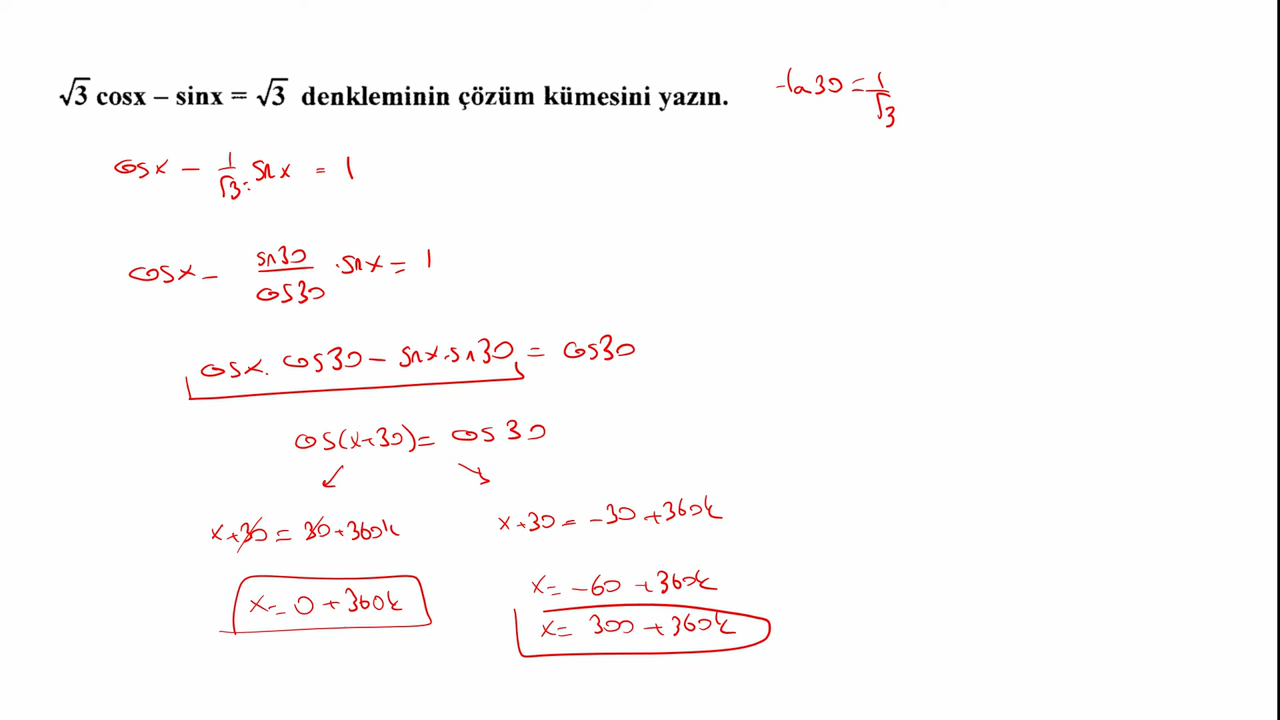 √3 cosx – sinx = √3 denkleminin çözüm kümesini yazın.
tan30 = 1/√3
cosx – 1/√3 . sinx = 1
cosx – sin30/cos30 . sinx = 1
cosx . cos30 – sinx . sin30 = cos30
cos(x+30) = cos30
x+30 = 30 + 360k
x+30 = -30 + 360k
x = 0 + 360k
x = -60 + 360k
x = 300 + 360k